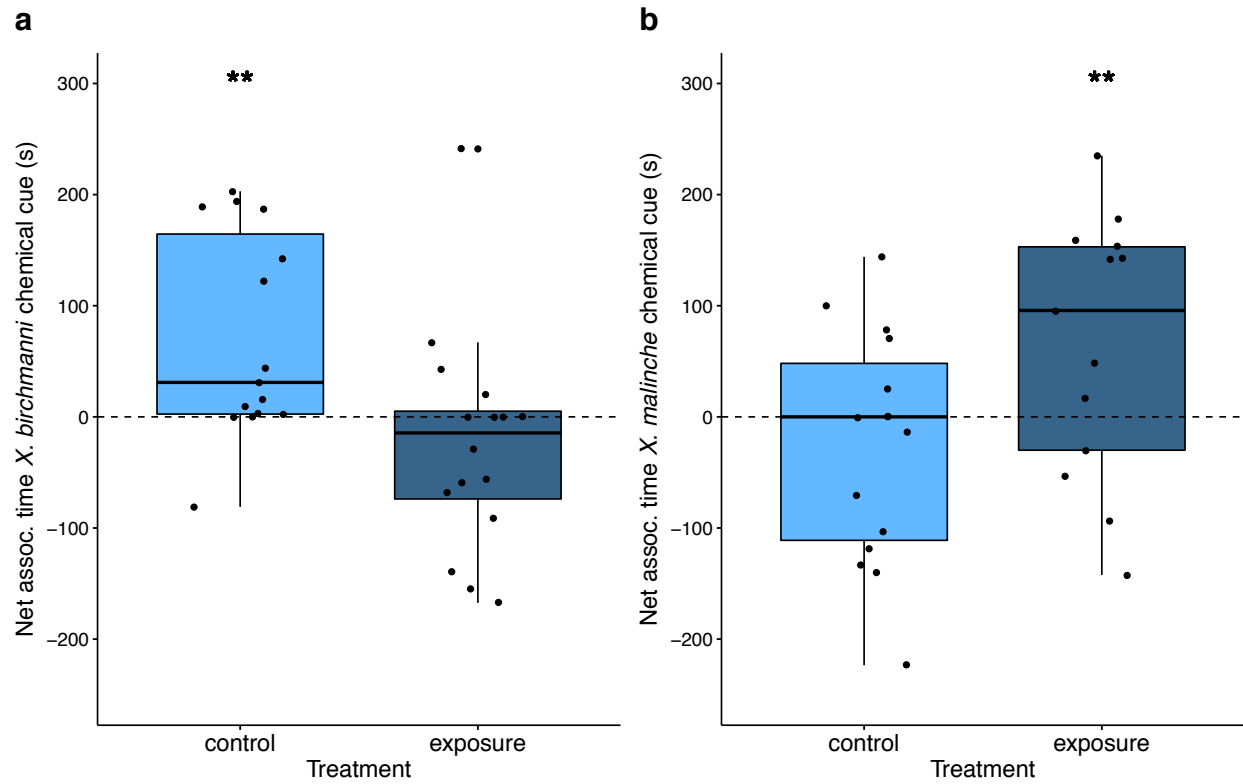 a
Net assoc. time X. birchmanni chemical cue (s)
**
300
200
100
0
−100
−200
control
exposure
Treatment
b
Net assoc. time X. malinche chemical cue (s)
**
300
200
100
0
−100
−200
control
exposure
Treatment